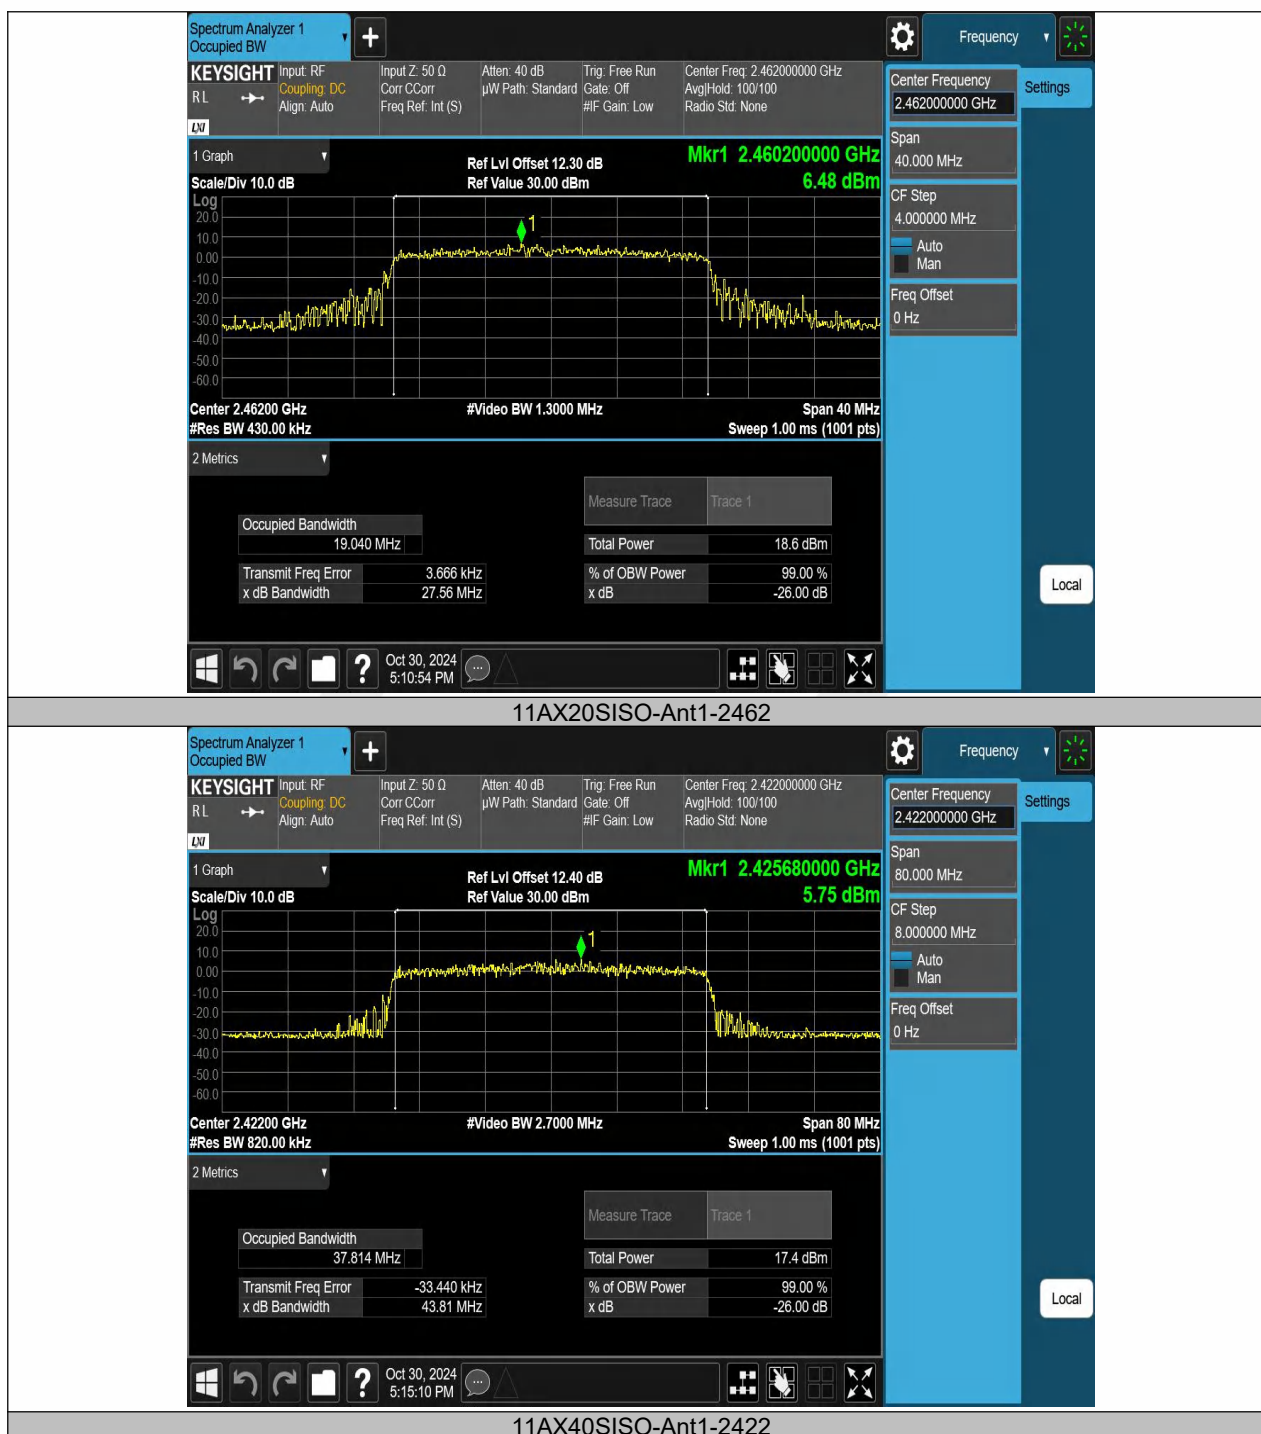 Spectrum Analyzer 1
Occupied BW
+
Frequency
KEYSIGHT
R L
LXI
Input: RF
Coupling: DC
Align: Auto
Input Z: 50 Ω
Corr CCorr
Freq Ref: Int (S)
Atten: 40 dB
µW Path: Standard
Trig: Free Run
Gate: Off
#IF Gain: Low
Center Freq: 2.462000000 GHz
Avg|Hold: 100/100
Radio Std: None
Center Frequency
2.462000000 GHz
Settings
Span
40.000 MHz
CF Step
4.000000 MHz
Auto
Man
Freq Offset
0 Hz
Local
1 Graph
Scale/Div 10.0 dB
Ref Lvl Offset 12.30 dB
Ref Value 30.00 dBm
Mkr1 2.460200000 GHz
6.48 dBm
Log
20.0
10.0
0.00
-10.0
-20.0
-30.0
-40.0
-50.0
-60.0
1
Center 2.46200 GHz
#Video BW 1.3000 MHz
Span 40 MHz
#Res BW 430.00 kHz
Sweep 1.00 ms (1001 pts)
2 Metrics
Measure Trace
Trace 1
Occupied Bandwidth
19.040 MHz
Total Power
18.6 dBm
Transmit Freq Error
3.666 kHz
% of OBW Power
99.00 %
x dB Bandwidth
27.56 MHz
x dB
-26.00 dB
?
Oct 30, 2024
5:10:54 PM
11AX20SISO-Ant1-2462
Spectrum Analyzer 1
Occupied BW
+
Frequency
KEYSIGHT
R L
LXI
Input: RF
Coupling: DC
Align: Auto
Input Z: 50 Ω
Corr CCorr
Freq Ref: Int (S)
Atten: 40 dB
µW Path: Standard
Trig: Free Run
Gate: Off
#IF Gain: Low
Center Freq: 2.422000000 GHz
Avg|Hold: 100/100
Radio Std: None
Center Frequency
2.422000000 GHz
Settings
Span
80.000 MHz
CF Step
8.000000 MHz
Auto
Man
Freq Offset
0 Hz
Local
1 Graph
Scale/Div 10.0 dB
Ref Lvl Offset 12.40 dB
Ref Value 30.00 dBm
Mkr1 2.425680000 GHz
5.75 dBm
Log
20.0
10.0
0.00
-10.0
-20.0
-30.0
-40.0
-50.0
-60.0
1
Center 2.42200 GHz
#Video BW 2.7000 MHz
Span 80 MHz
#Res BW 820.00 kHz
Sweep 1.00 ms (1001 pts)
2 Metrics
Measure Trace
Trace 1
Occupied Bandwidth
37.814 MHz
Total Power
17.4 dBm
Transmit Freq Error
-33.440 kHz
% of OBW Power
99.00 %
x dB Bandwidth
43.81 MHz
x dB
-26.00 dB
?
Oct 30, 2024
5:15:10 PM
11AX40SISO-Ant1-2422